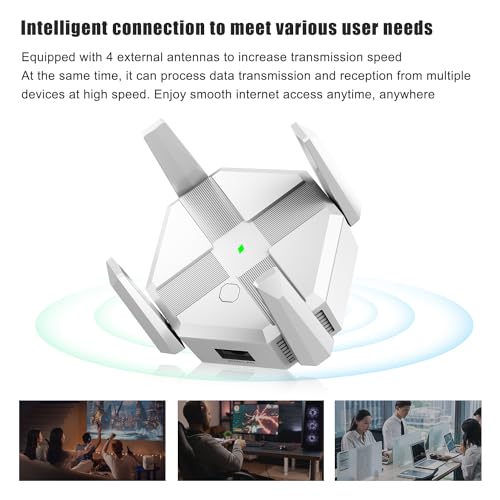 Intelligent connection to meet various user needs
Equipped with 4 external antennas to increase transmission speed
At the same time, it can process data transmission and reception from multiple
devices at high speed. Enjoy smooth internet access anytime, anywhere